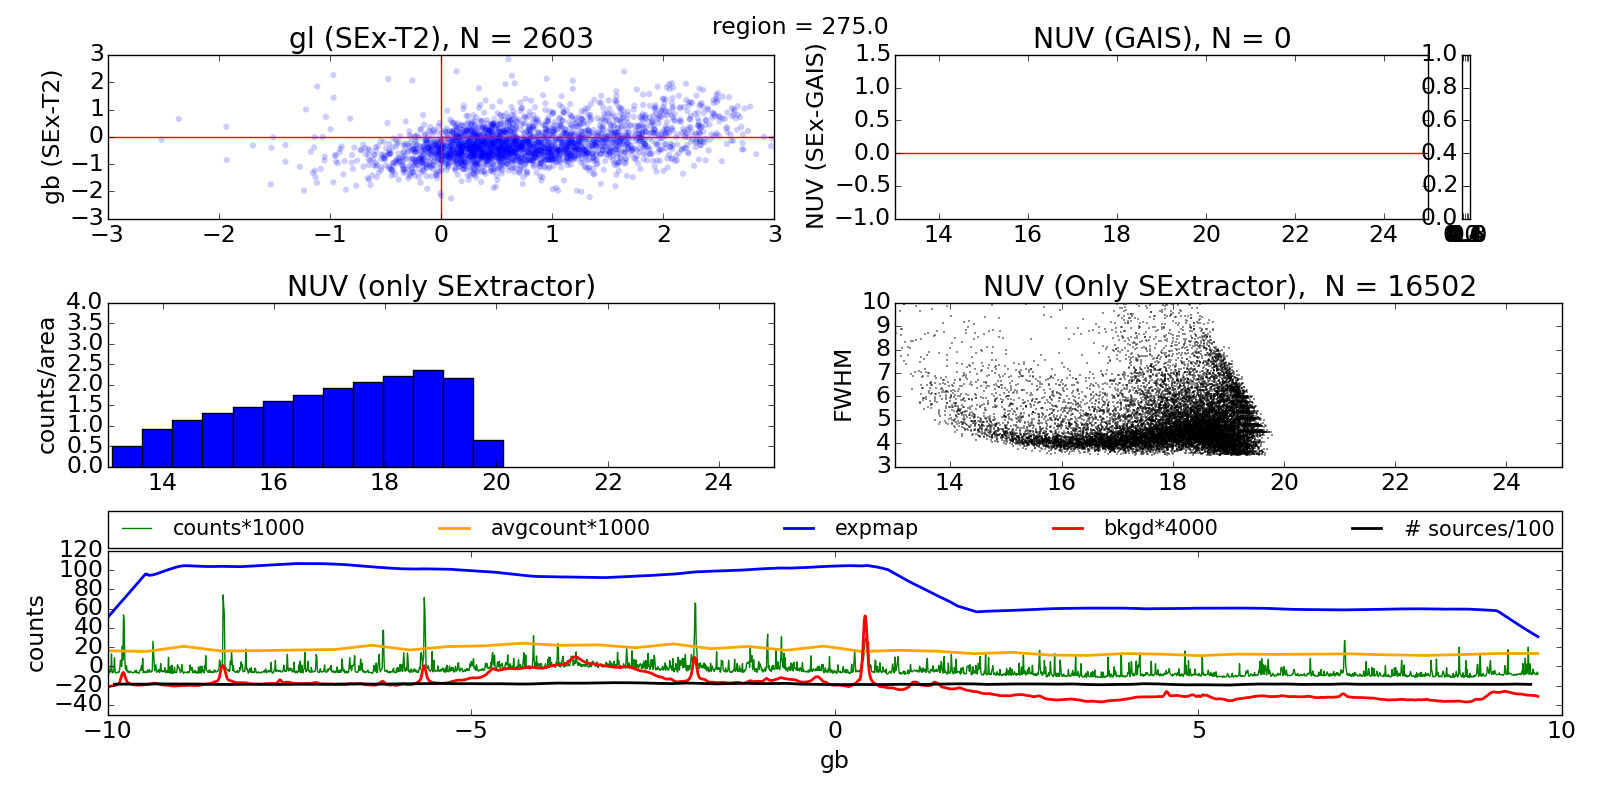 region = 275.0
gl (SEx-T2), N = 2603
3
2
1
0
−1
−2
−3
gb (SEx-T2)
−3 −2 −1 0 1 2 3
NUV (GAIS), N = 0
1.5
1.0
0.5
0.0
−0.5
−1.0
NUV (SEx-GAIS)
14 16 18 20 22 24
1.0
0.8
0.6
0.4
0.2
0.0
NUV (only SExtractor)
4.0
3.5
3.0
2.5
2.0
1.5
1.0
0.5
0.0
counts/area
14 16 18 20 22 24
NUV (Only SExtractor), N = 16502
10
9
8
7
6
5
4
3
FWHM
14 16 18 20 22 24
counts*1000 avgcount*1000 expmap bkgd*4000 # sources/100
120
100
80
60
40
20
0
−20
−40
counts
−10 −5 0 5 10
gb